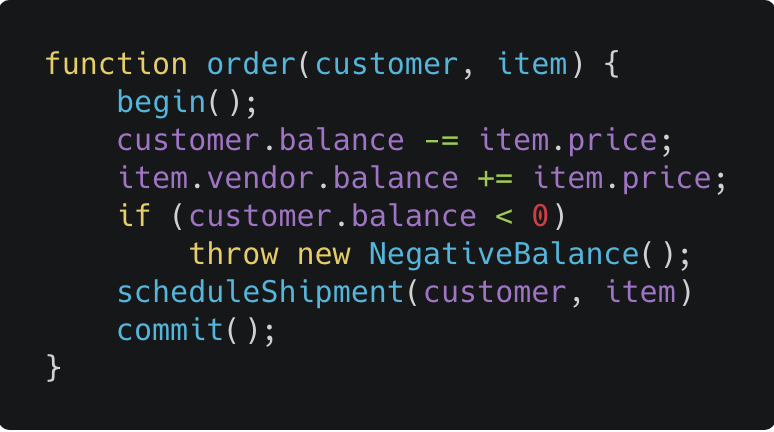 function order(customer, item) {
    begin();
    customer.balance -= item.price;
    item.vendor.balance += item.price;
    if (customer.balance < 0)
        throw new NegativeBalance();
    scheduleShipment(customer, item)
    commit();
}